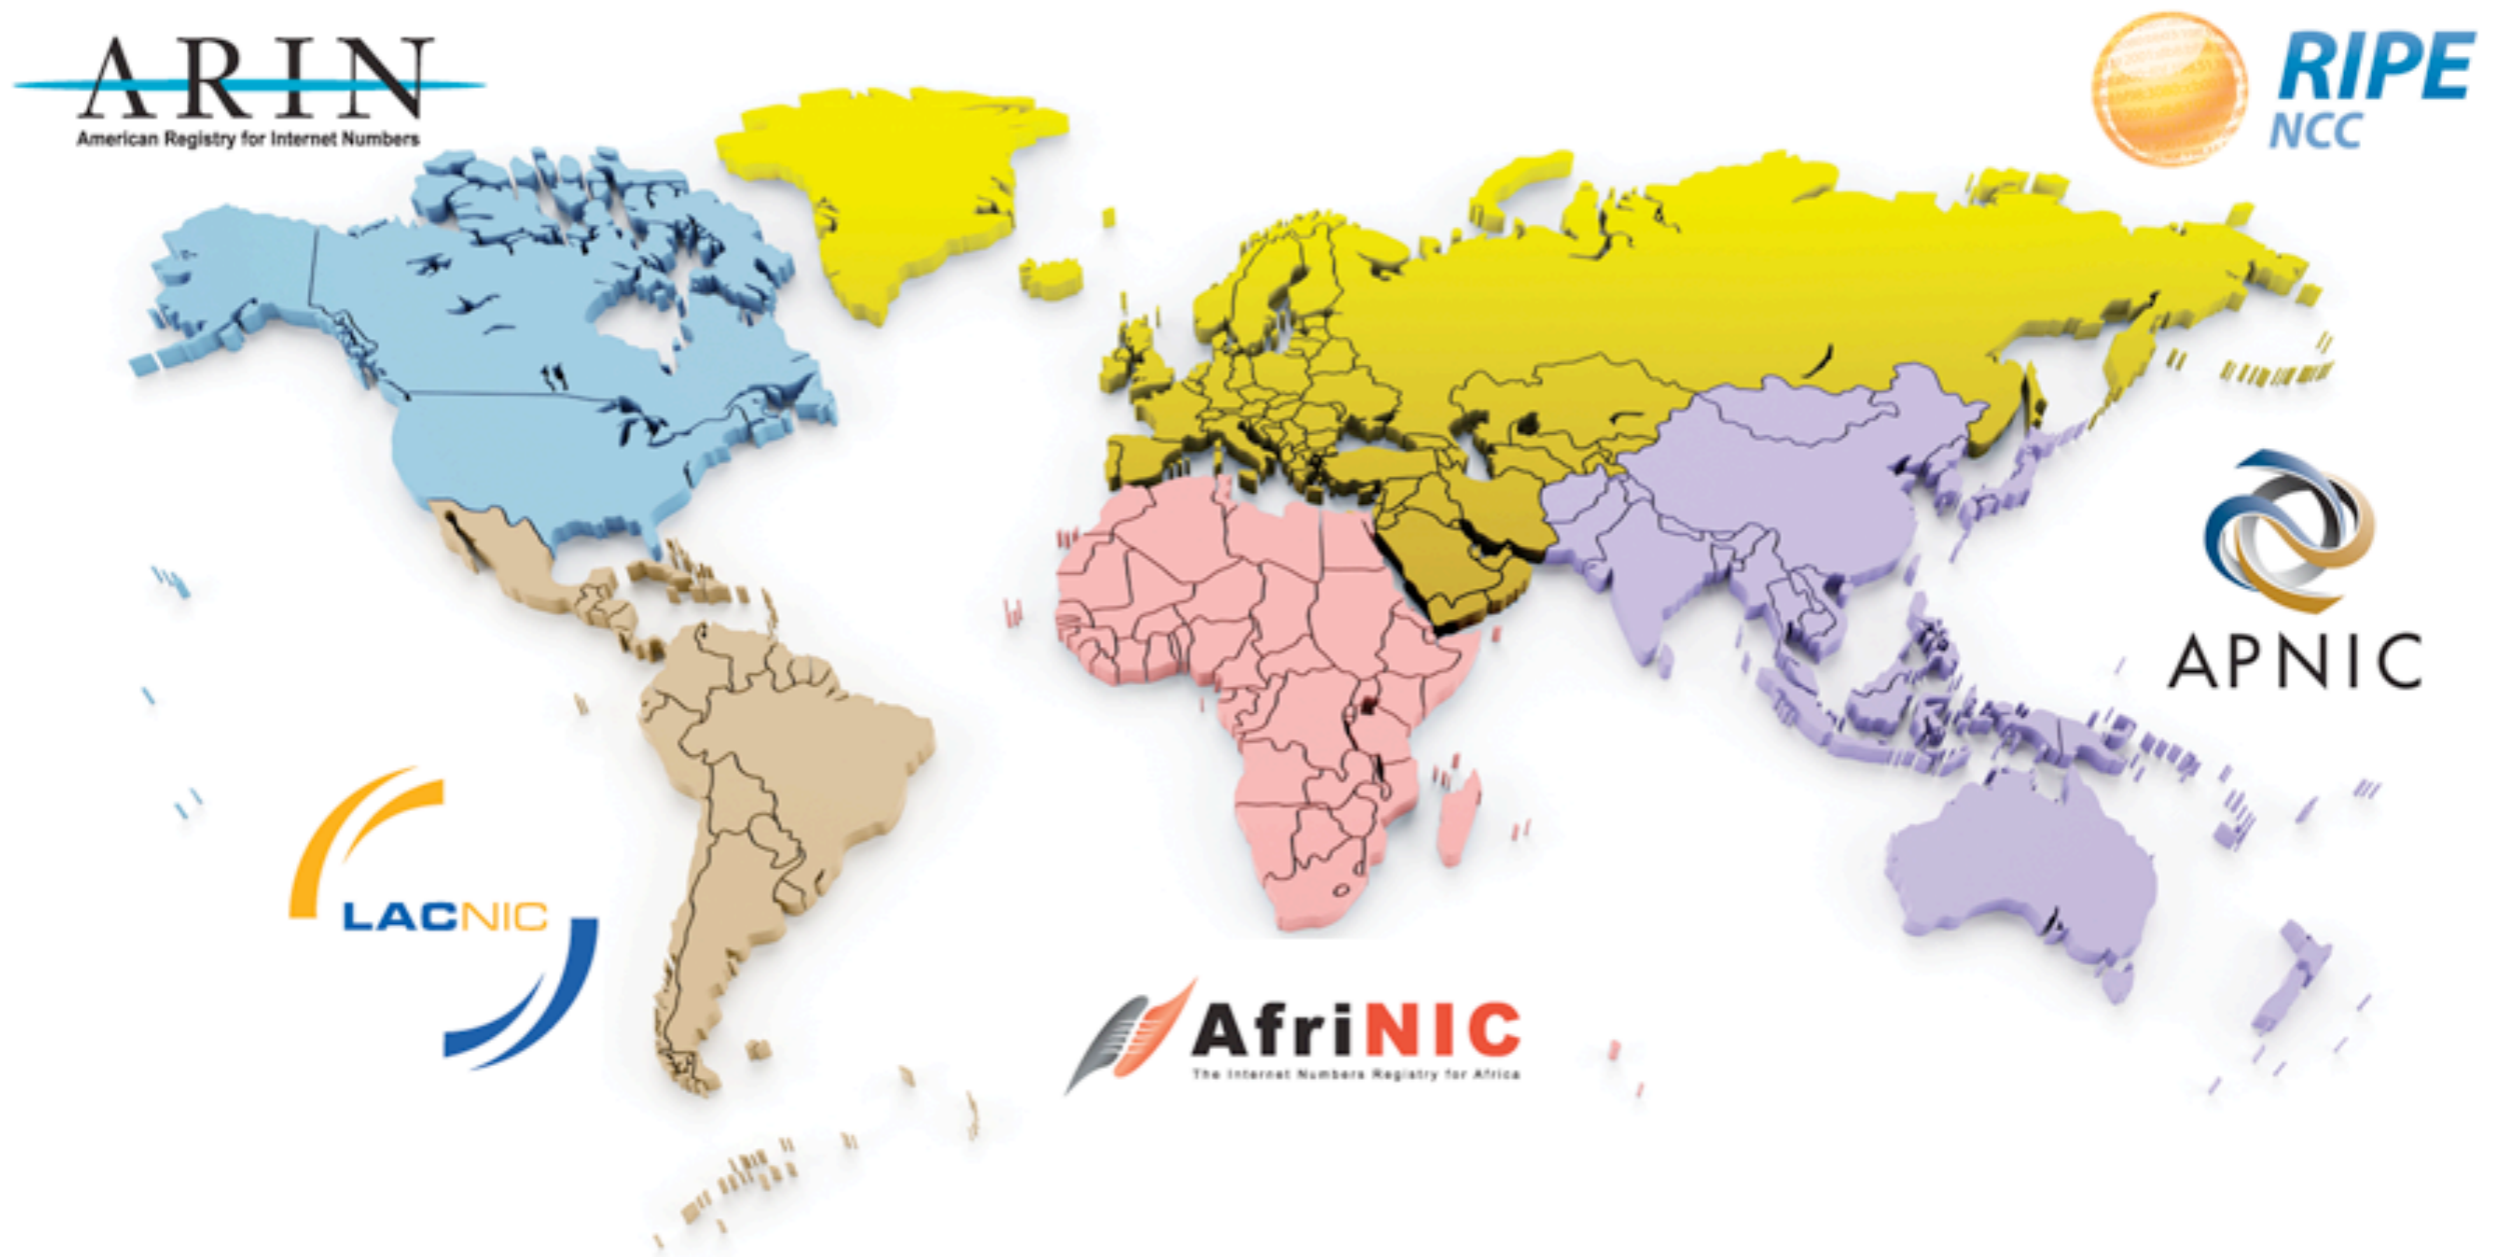 ARIN
American Registry for Internet Numbers
RIPE
NCC
APNIC
LACNIC
AfriNIC
The Internet Numbers Registry for Africa